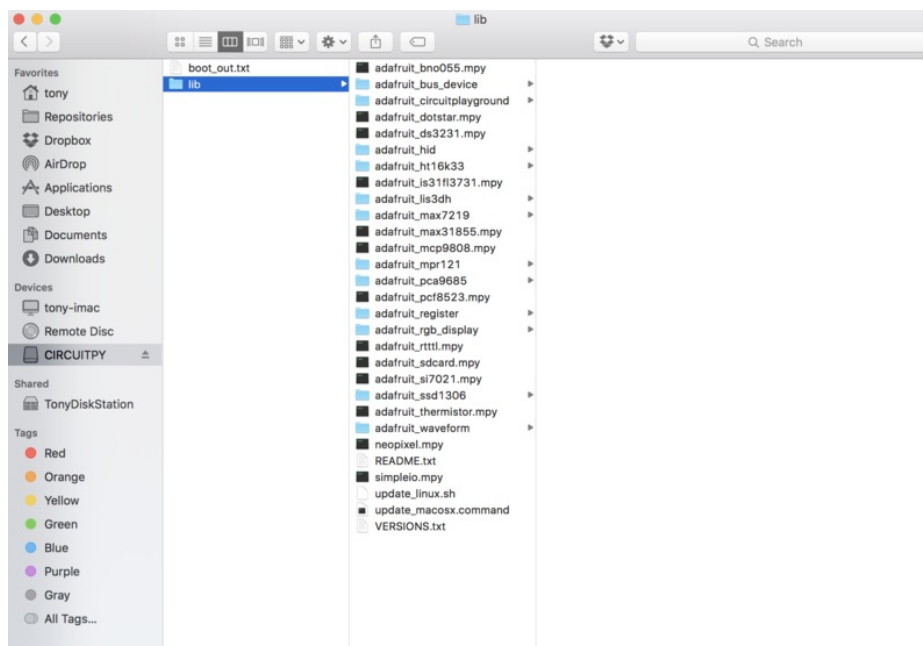 lib
Search
Favorites
tony
Repositories
Dropbox
AirDrop
Applications
Desktop
Documents
Downloads
Devices
tony-imac
Remote Disc
CIRCUITPY
Shared
TonyDiskStation
Tags
Red
Orange
Yellow
Green
Blue
Purple
Gray
All Tags...
boot_out.txt
lib
adafruit_bno055.mpy
adafruit_bus_device
adafruit_circuitplayground
adafruit_dotstar.mpy
adafruit_ds3231.mpy
adafruit_hid
adafruit_ht16k33
adafruit_is31fl3731.mpy
adafruit_lis3dh
adafruit_max7219
adafruit_max31855.mpy
adafruit_mcp9808.mpy
adafruit_mpr121
adafruit_pca9685
adafruit_pcf8523.mpy
adafruit_register
adafruit_rgb_display
adafruit_rtttl.mpy
adafruit_sdcard.mpy
adafruit_si7021.mpy
adafruit_ssd1306
adafruit_thermistor.mpy
adafruit_waveform
neopixel.mpy
README.txt
simpleio.mpy
update_linux.sh
update_macosx.command
VERSIONS.txt